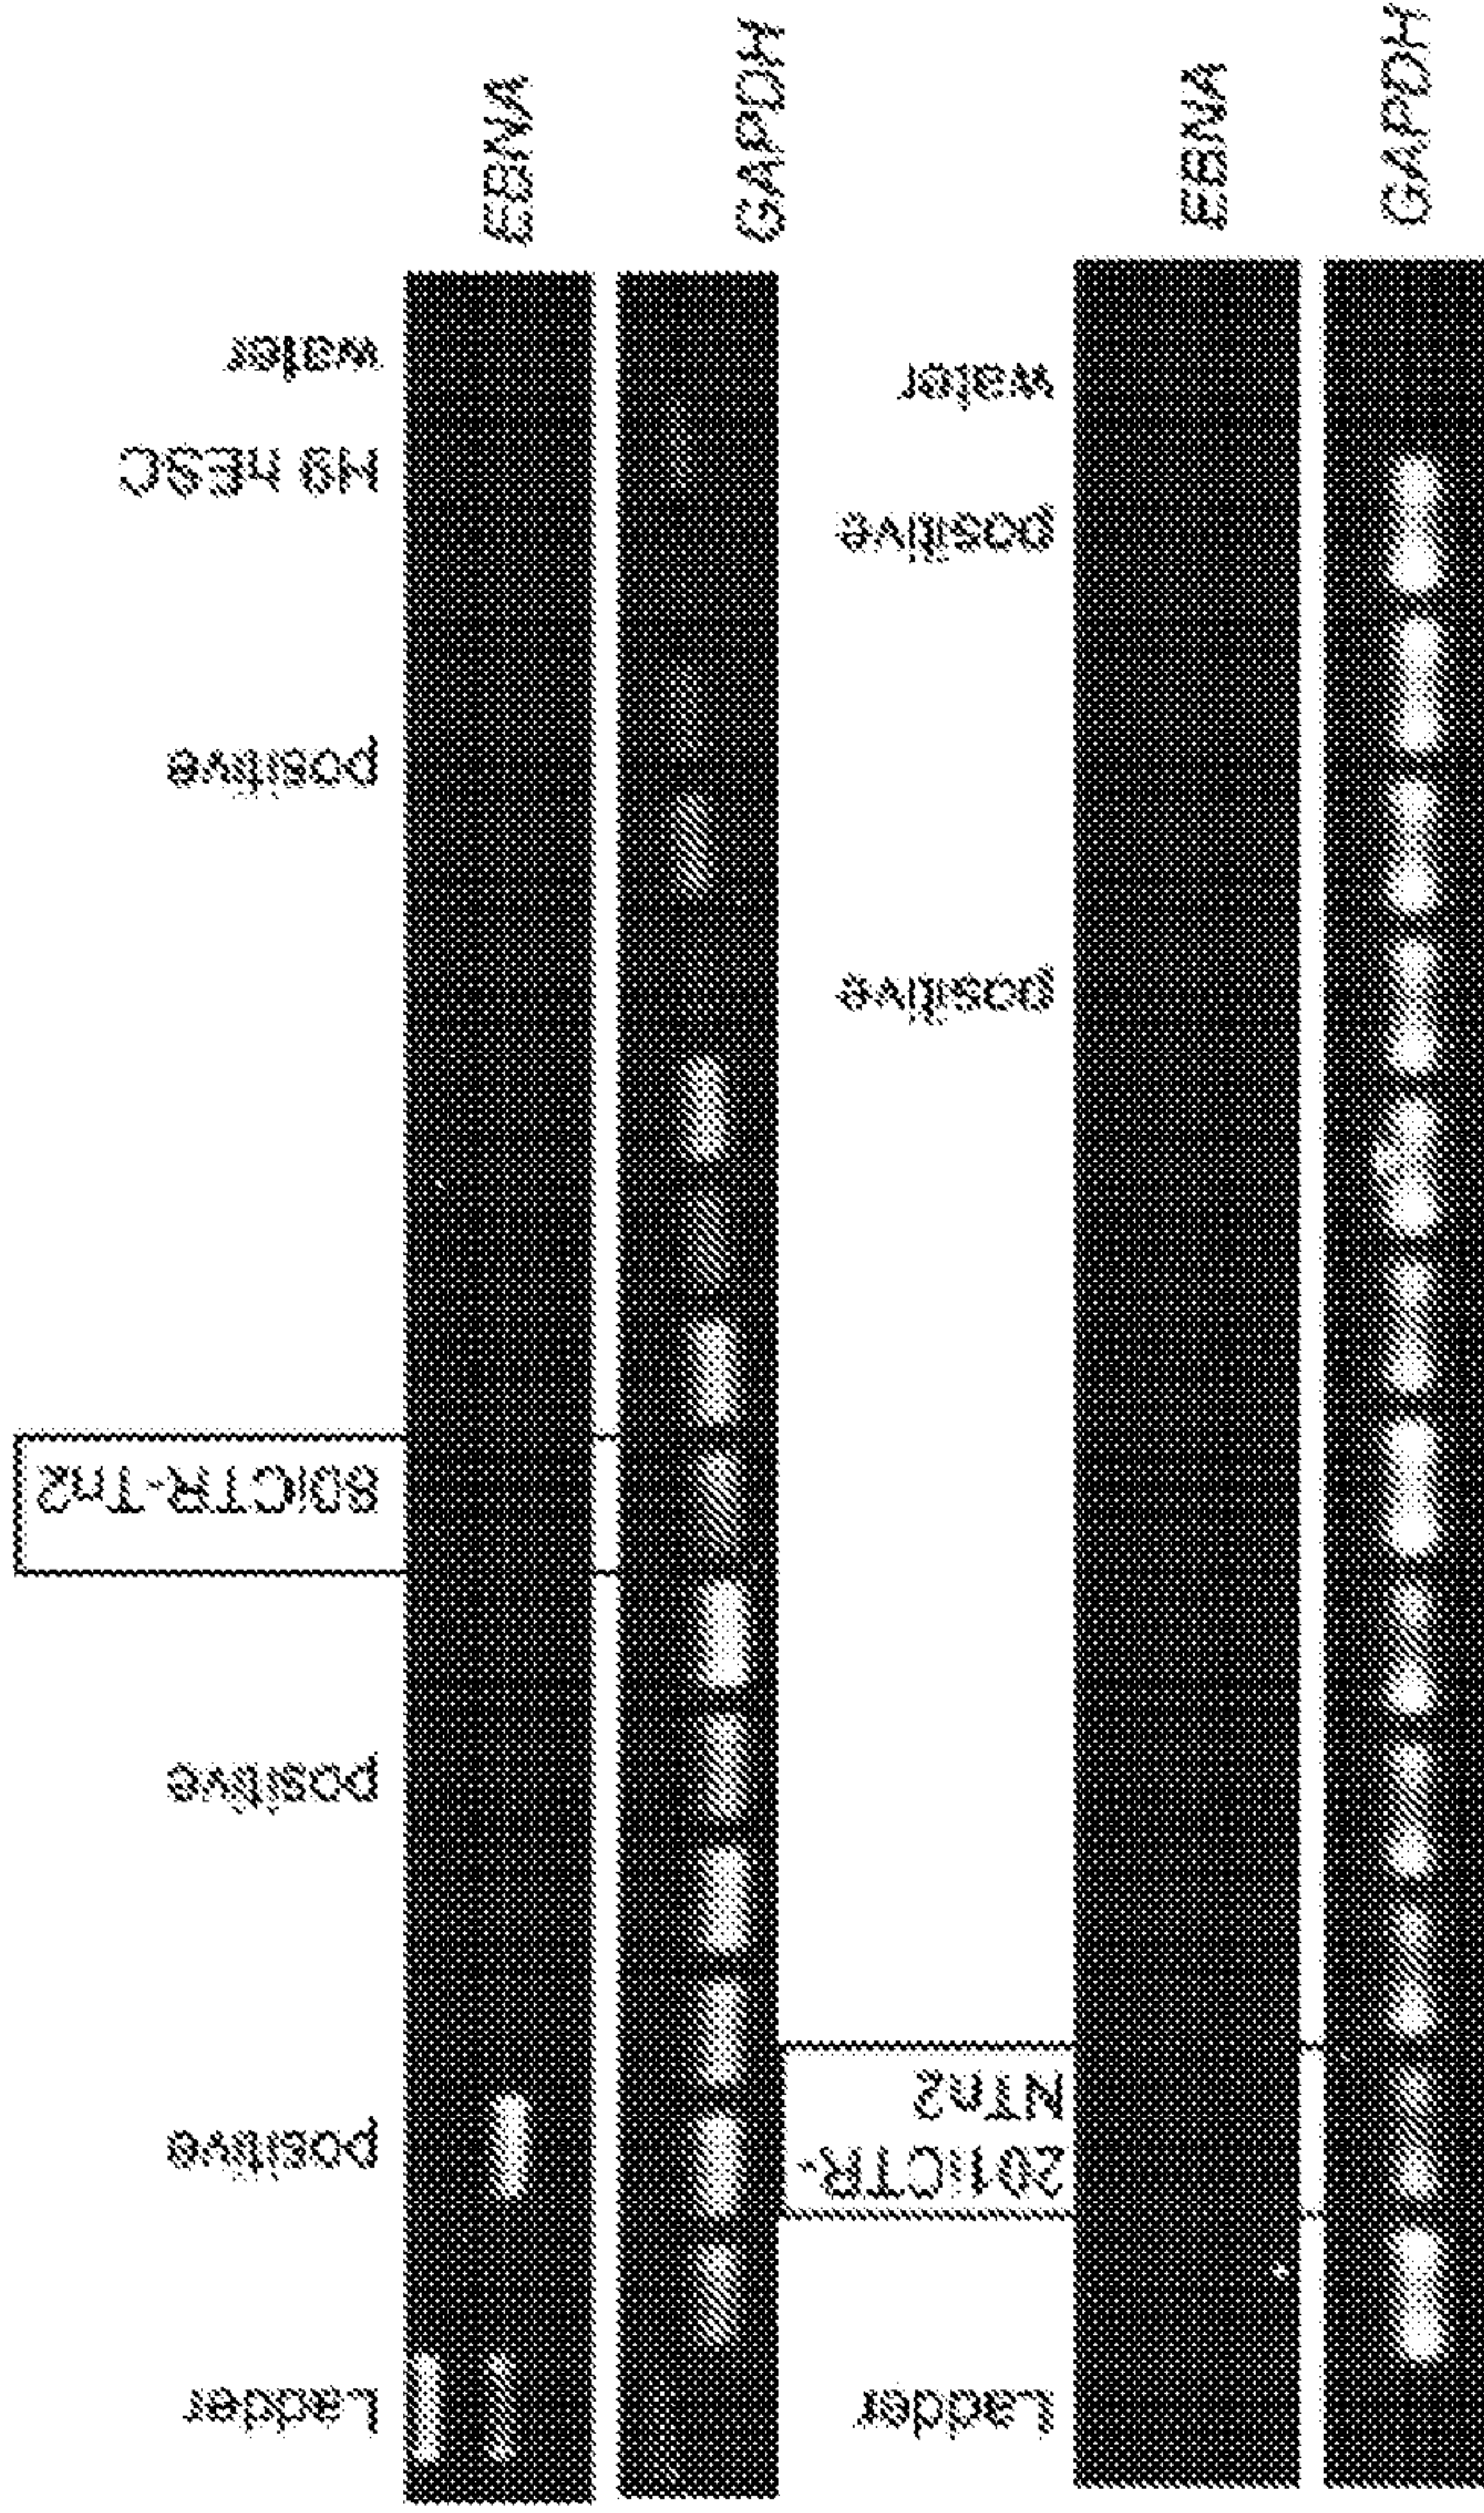 Ladder
positive
positive
80iCTR-Tn2
positive
H9 hESC
water
EBNA
GAPDH
Ladder
201iCTR-
NTn2
positive
positive
water
EBNA
GAPDH